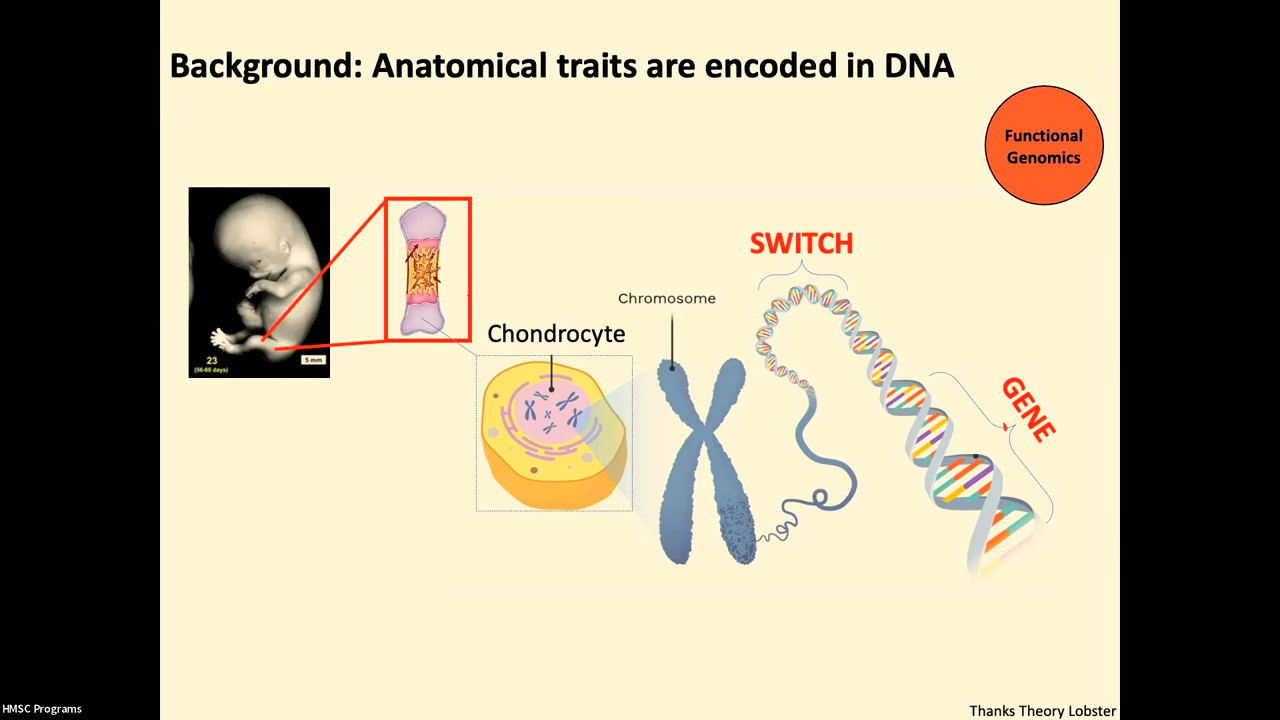 Background: Anatomical traits are encoded in DNA
Functional
Genomics
SWITCH
Chromosome
Chondrocyte
GENE
23
(56-60 days)
5 mm
HMSC Programs
Thanks Theory Lobster